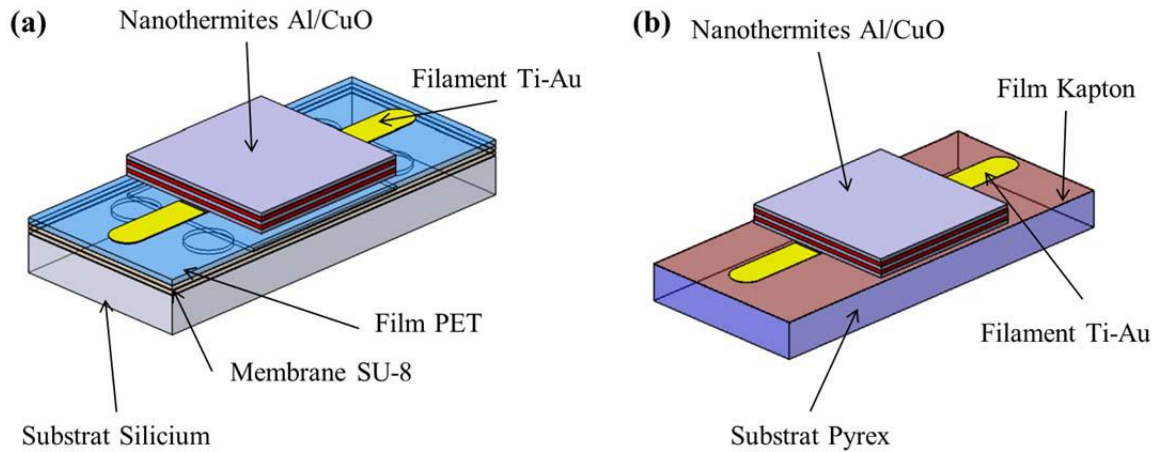 (a)
Nanothermites Al/CuO
Filament Ti-Au
Film PET
Membrane SU-8
Substrat Silicium
(b)
Nanothermites Al/CuO
Film Kapton
Filament Ti-Au
Substrat Pyrex